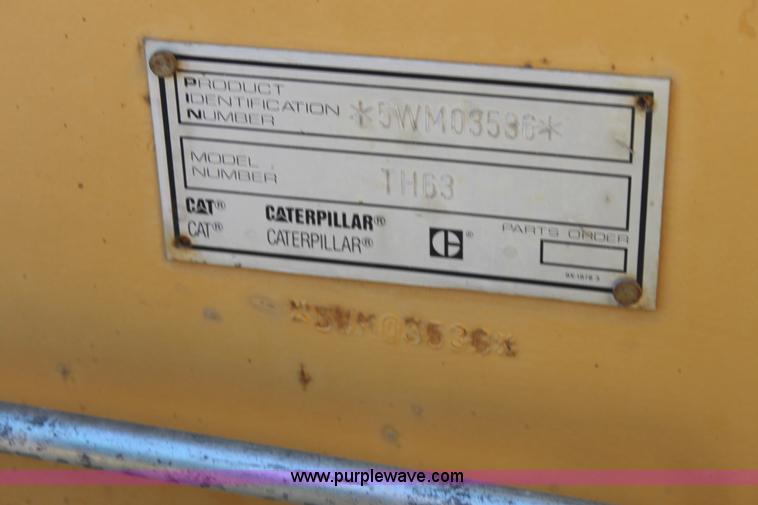 PRODUCT
IDENTIFICATION
NUMBER
*5WM03536*
MODEL
NUMBER
TH63
CAT® CATERPILLAR®
CAT® CATERPILLAR®
C®
PARTS ORDER
*5WM03536*
www.purplewave.com